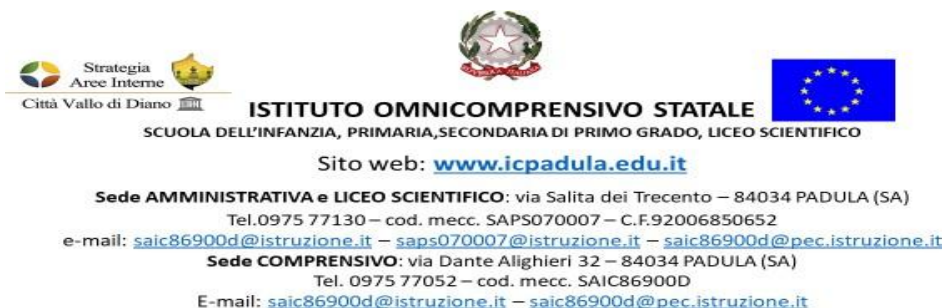 Strategia
Aree Interne
Città Vallo di Diano
REPVBBLICA ITALIANA
ISTITUTO OMNICOMPRENSIVO STATALE
SCUOLA DELL'INFANZIA, PRIMARIA,SECONDARIA DI PRIMO GRADO, LICEO SCIENTIFICO
Sito web: www.icpadula.edu.it
Sede AMMINISTRATIVA e LICEO SCIENTIFICO: via Salita dei Trecento – 84034 PADULA (SA)
Tel.0975 77130 – cod. mecc. SAPS070007 – C.F.92006850652
e-mail: saic86900d@istruzione.it – saps070007@istruzione.it – saic86900d@pec.istruzione.it
Sede COMPRENSIVO: via Dante Alighieri 32 – 84034 PADULA (SA)
Tel. 0975 77052 – cod. mecc. SAIC86900D
E-mail: saic86900d@istruzione.it – saic86900d@pec.istruzione.it